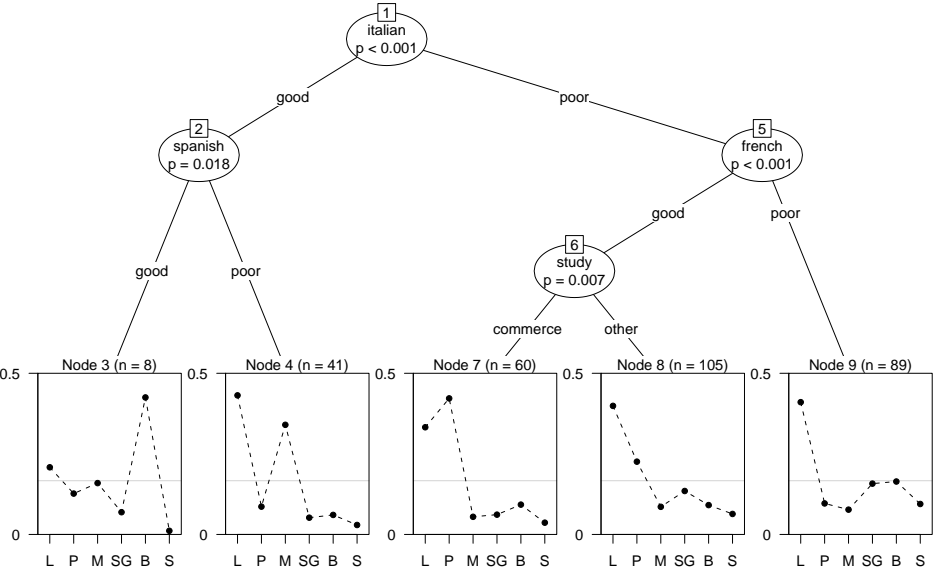 1
italian
p < 0.001
good
poor
2
spanish
p = 0.018
5
french
p < 0.001
good
poor
good
poor
6
study
p = 0.007
commerce
other
Node 3 (n = 8)
0.5
0
L P M SG B S
Node 4 (n = 41)
0.5
0
L P M SG B S
Node 7 (n = 60)
0.5
0
L P M SG B S
Node 8 (n = 105)
0.5
0
L P M SG B S
Node 9 (n = 89)
0.5
0
L P M SG B S